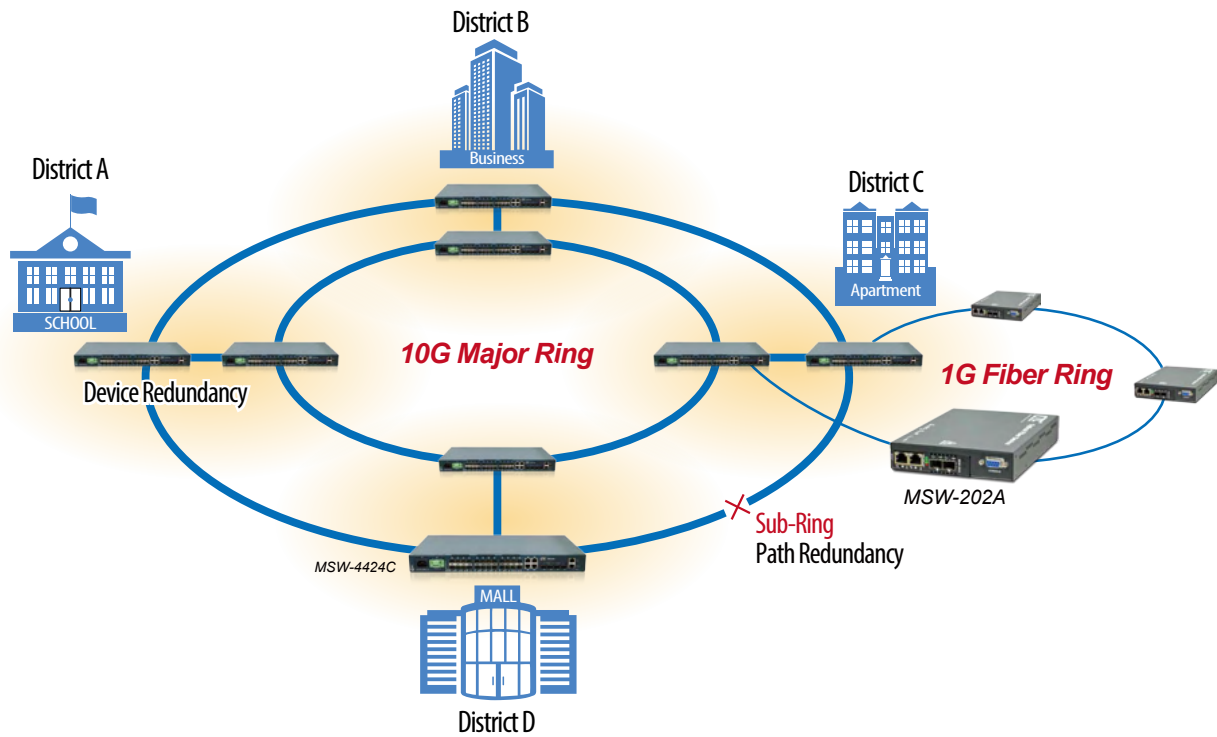 District B
Business
District A
SCHOOL
District C
Apartment
10G Major Ring
1G Fiber Ring
Device Redundancy
MSW-202A
Sub-Ring
Path Redundancy
MSW-4424C
MALL
District D